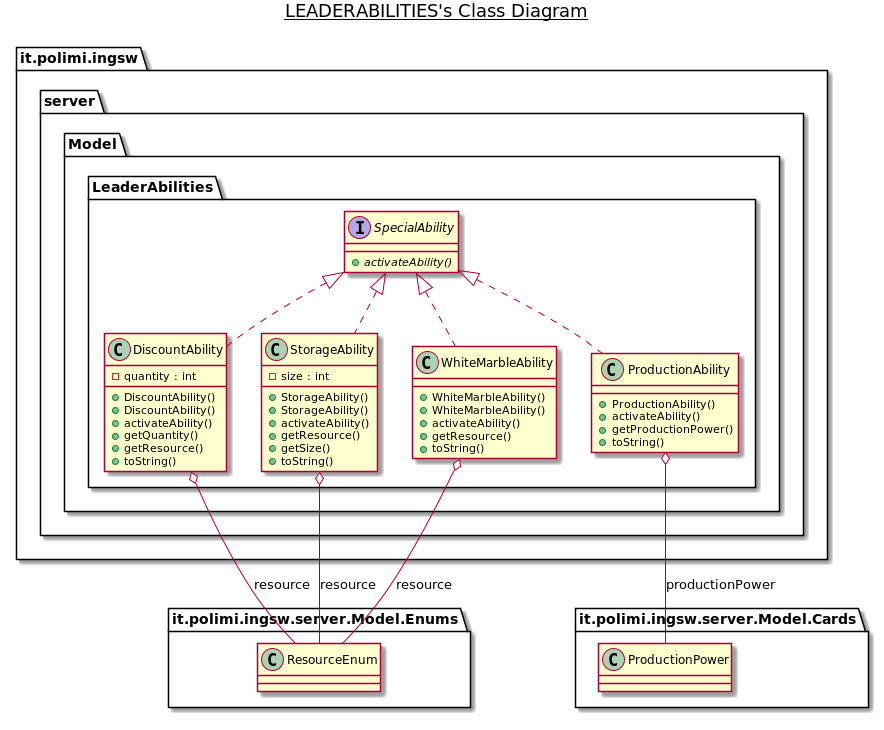 LEADERABILITIES's Class Diagram
it.polimi.ingsw
server
Model
LeaderAbilities
I SpecialAbility
activateAbility()
C DiscountAbility
quantity : int
DiscountAbility()
DiscountAbility()
activateAbility()
getQuantity()
getResource()
toString()
C StorageAbility
size : int
StorageAbility()
StorageAbility()
activateAbility()
getResource()
getSize()
toString()
C WhiteMarbleAbility
WhiteMarbleAbility()
WhiteMarbleAbility()
activateAbility()
getResource()
toString()
C ProductionAbility
ProductionAbility()
activateAbility()
getProductionPower()
toString()
resource
resource
resource
productionPower
it.polimi.ingsw.server.Model.Enums
C ResourceEnum
it.polimi.ingsw.server.Model.Cards
C ProductionPower